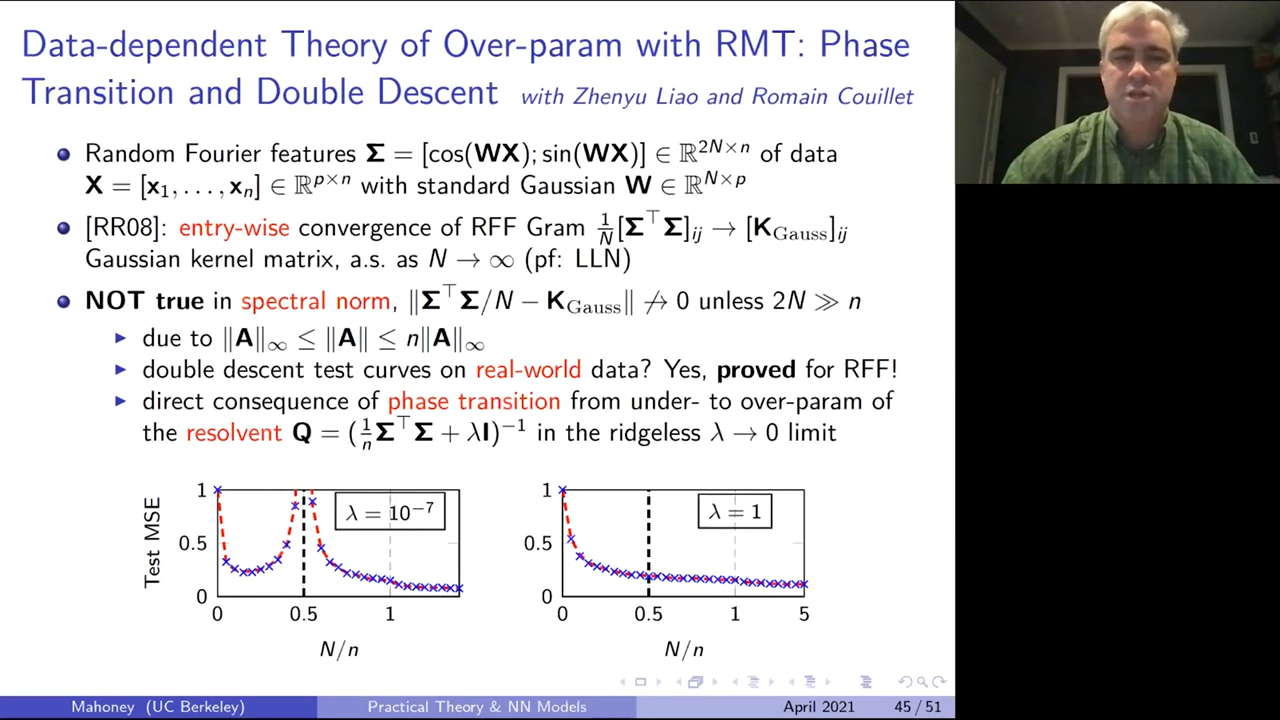 Data-dependent Theory of Over-param with RMT: Phase
Transition and Double Descent with Zhenyu Liao and Romain Couillet
Random Fourier features Σ = [cos(WX); sin(WX)] ∈ ℝ^{2N×n} of data
X = [x₁, . . . , xₙ] ∈ ℝ^{p×n} with standard Gaussian W ∈ ℝ^{N×p}
[RR08]: entry-wise convergence of RFF Gram 1/N [Σ^⊤Σ]_{ij} → [K_{Gauss}]_{ij}
Gaussian kernel matrix, a.s. as N → ∞ (pf: LLN)
NOT true in spectral norm, ‖Σ^⊤Σ/N − K_{Gauss}‖ ↛ 0 unless 2N ≫ n
due to ‖A‖_∞ ≤ ‖A‖ ≤ n‖A‖_∞
double descent test curves on real-world data? Yes, proved for RFF!
direct consequence of phase transition from under- to over-param of
the resolvent Q = (1/n Σ^⊤Σ + λI)^{−1} in the ridgeless λ → 0 limit
Test MSE
1
0.5
0
λ = 10^{−7}
0 0.5 1
N/n
1
0.5
0
λ = 1
0 0.5 1 5
N/n
Mahoney (UC Berkeley) Practical Theory & NN Models April 2021 45 / 51